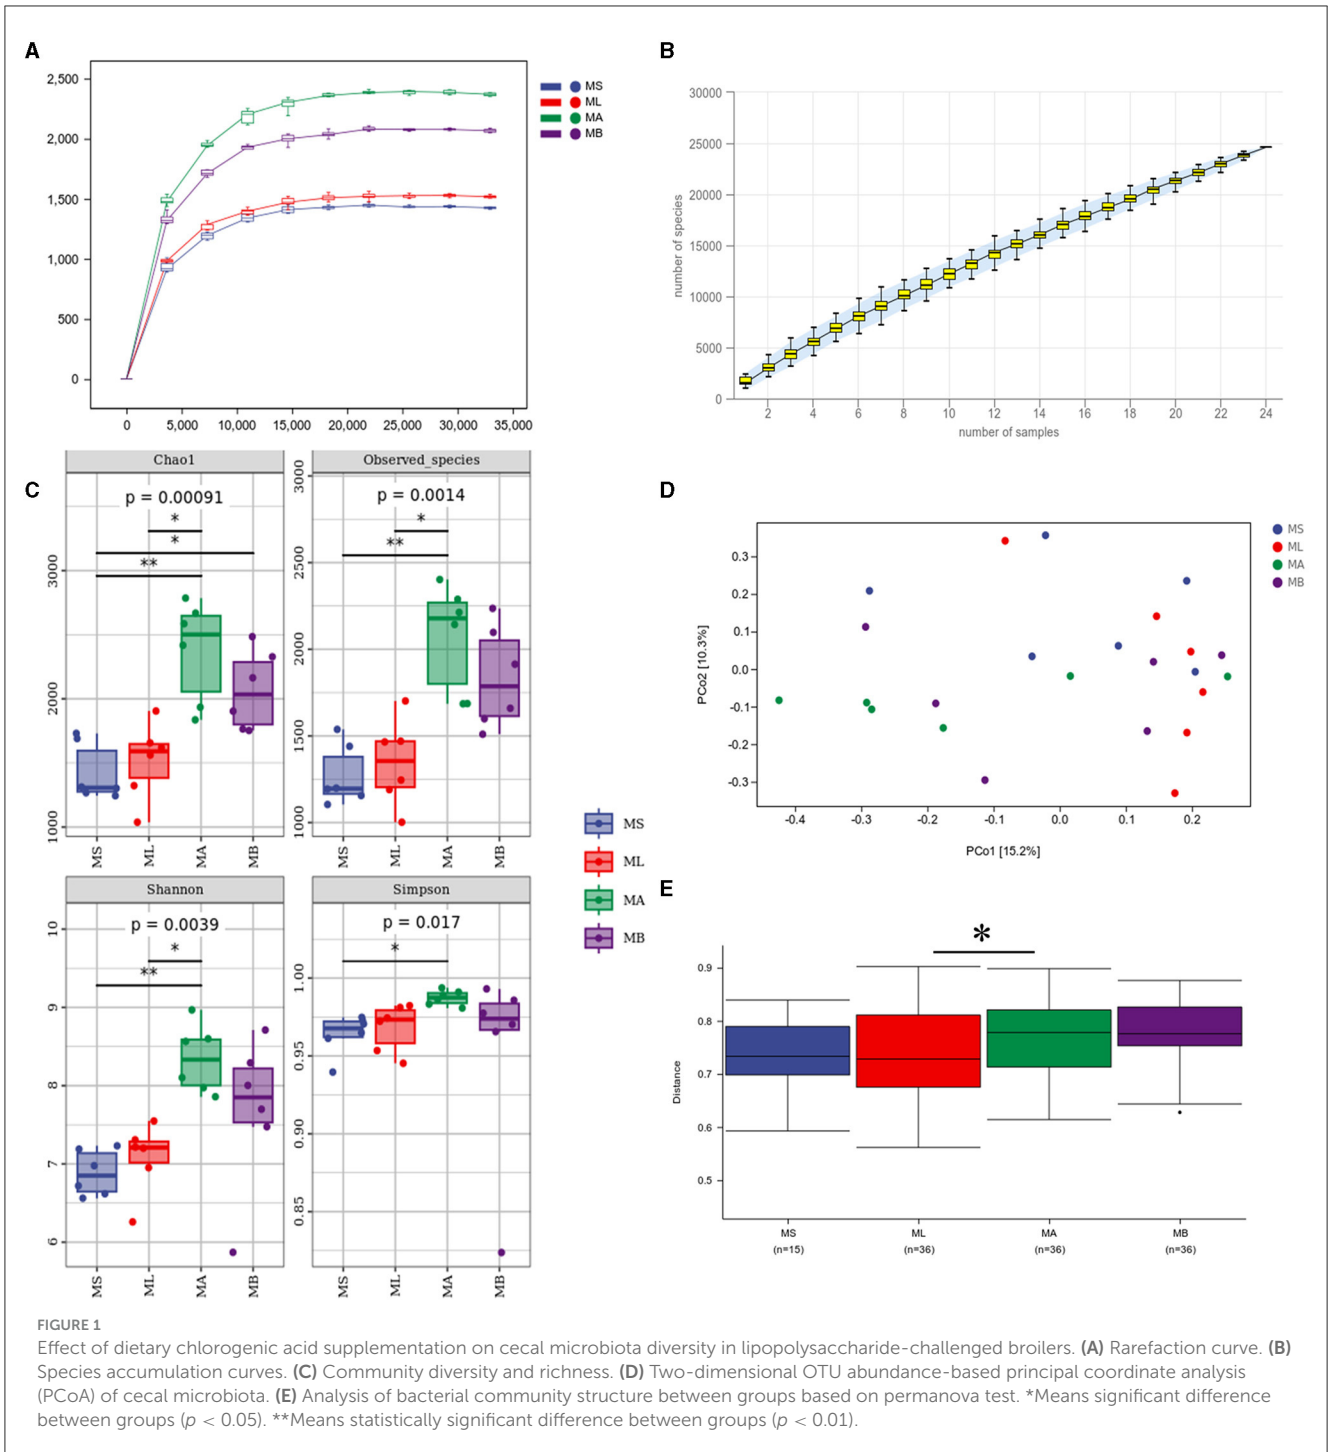 A
2,500
2,000
1,500
1,000
500
0
0 5,000 10,000 15,000 20,000 25,000 30,000 35,000
MS
ML
MA
MB
B
30000
25000
20000
15000
10000
5000
0
number of species
2 4 6 8 10 12 14 16 18 20 22 24
number of samples
C
Chao1
p = 0.00091
*
*
**
3000
2000
1000
MS ML MA MB
Observed_species
p = 0.0014
*
**
3000
2500
2000
1500
1000
MS ML MA MB
Shannon
p = 0.0039
*
**
10
9
8
7
6
MS ML MA MB
Simpson
p = 0.017
*
1.00
0.95
0.90
0.85
MS ML MA MB
MS
ML
MA
MB
D
0.3
0.2
0.1
0.0
-0.1
-0.2
-0.3
PCo2 [10.3%]
-0.4 -0.3 -0.2 -0.1 0.0 0.1 0.2
PCo1 [15.2%]
MS
ML
MA
MB
E
*
0.9
0.8
0.7
0.6
0.5
Distance
MS ML MA MB
(n=15) (n=36) (n=36) (n=36)
FIGURE 1
Effect of dietary chlorogenic acid supplementation on cecal microbiota diversity in lipopolysaccharide-challenged broilers. (A) Rarefaction curve. (B)
Species accumulation curves. (C) Community diversity and richness. (D) Two-dimensional OTU abundance-based principal coordinate analysis
(PCoA) of cecal microbiota. (E) Analysis of bacterial community structure between groups based on permanova test. *Means significant difference
between groups (p < 0.05). **Means statistically significant difference between groups (p < 0.01).